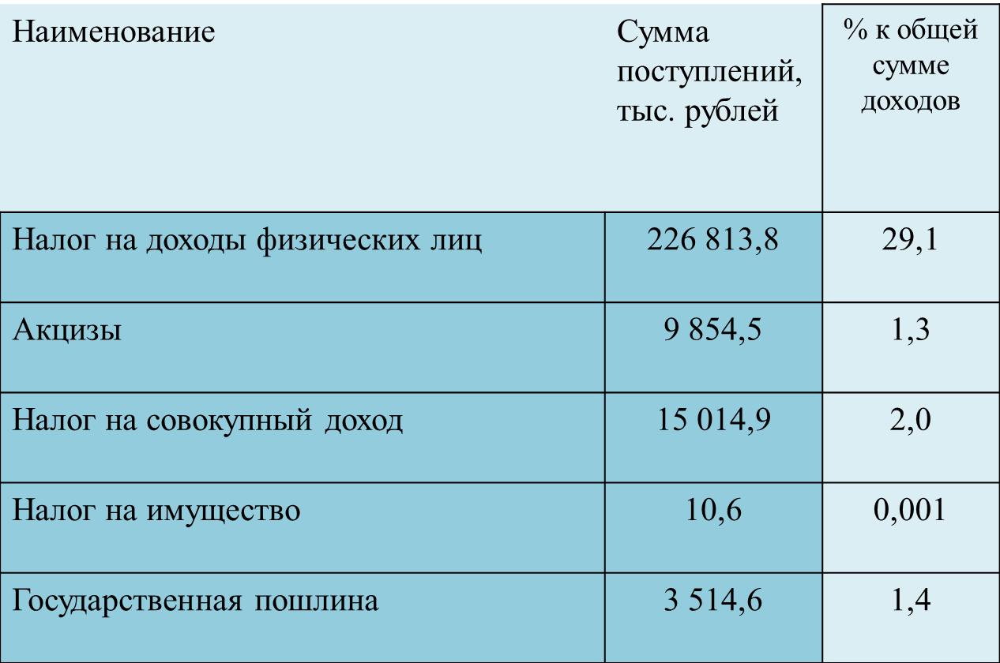 Наименование
Сумма
поступлений,
тыс. рублей
% к общей
сумме
доходов
Налог на доходы физических лиц 226 813,8 29,1
Акцизы 9 854,5 1,3
Налог на совокупный доход 15 014,9 2,0
Налог на имущество 10,6 0,001
Государственная пошлина 3 514,6 1,4